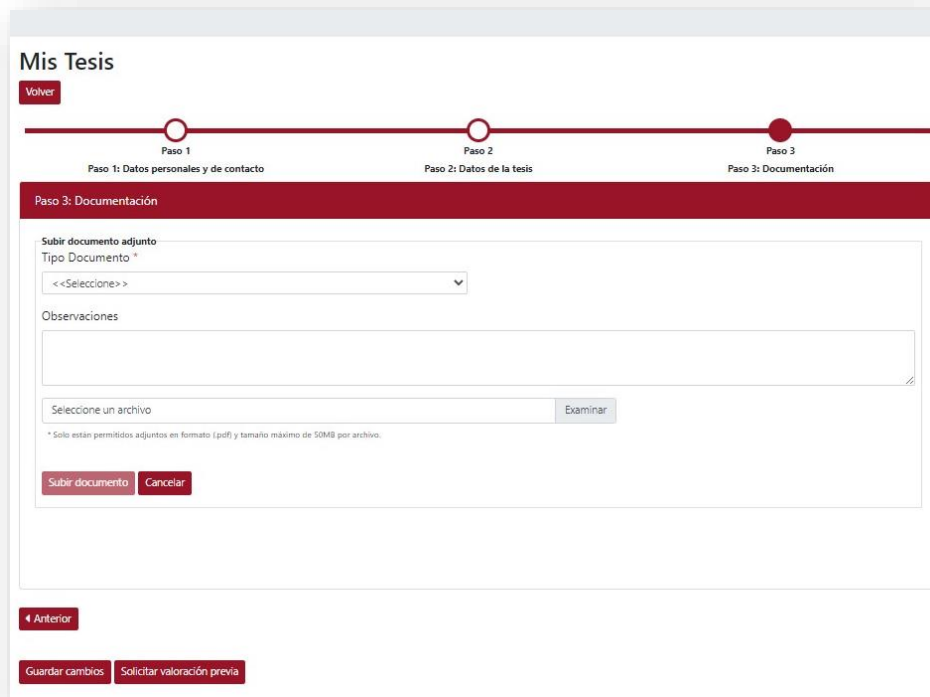 Mis Tesis
Volver
Paso 1
Paso 2
Paso 3
Paso 1: Datos personales y de contacto
Paso 2: Datos de la tesis
Paso 3: Documentación
Paso 3: Documentación
Subir documento adjunto
Tipo Documento *
<<Seleccione>>
Observaciones
Seleccione un archivo
Examinar
* Solo están permitidos adjuntos en formato (.pdf) y tamaño máximo de 50MB por archivo.
Subir documento
Cancelar
Anterior
Guardar cambios
Solicitar valoración previa